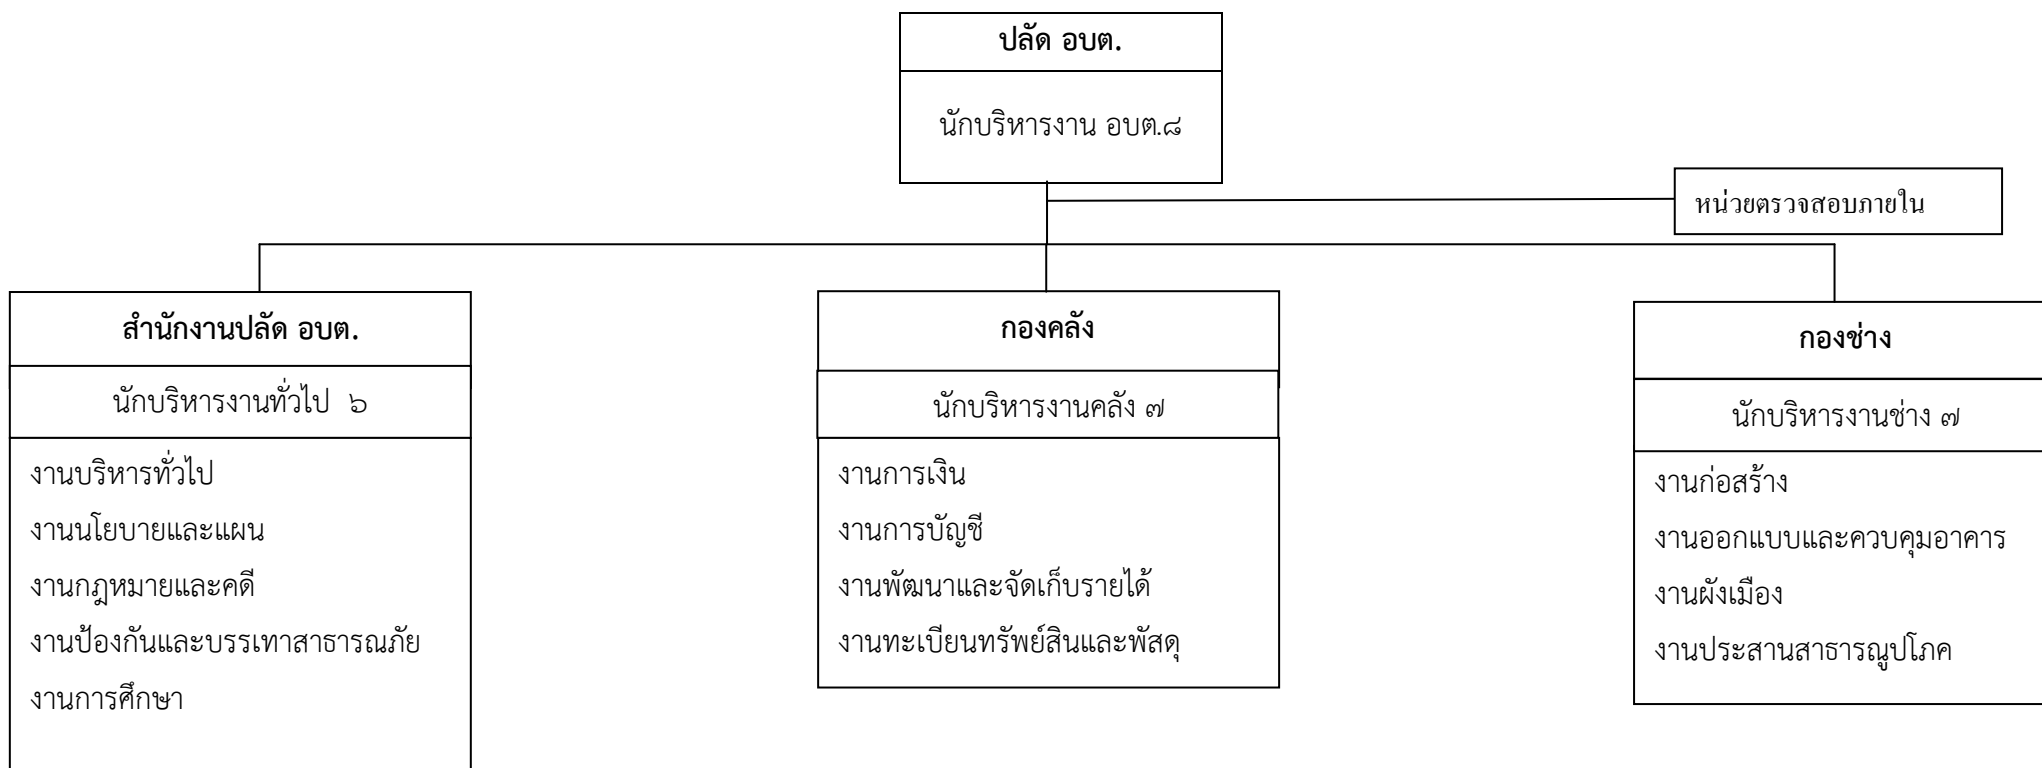 ปลัด อบต.
นักบริหารงาน อบต.๘
หน่วยตรวจสอบภายใน
สำนักงานปลัด อบต.
นักบริหารงานทั่วไป ๖
งานบริหารทั่วไป
งานนโยบายและแผน
งานกฎหมายและคดี
งานป้องกันและบรรเทาสาธารณภัย
งานการศึกษา
กองคลัง
นักบริหารงานคลัง ๗
งานการเงิน
งานการบัญชี
งานพัฒนาและจัดเก็บรายได้
งานทะเบียนทรัพย์สินและพัสดุ
กองช่าง
นักบริหารงานช่าง ๗
งานก่อสร้าง
งานออกแบบและควบคุมอาคาร
งานผังเมือง
งานประสานสาธารณูปโภค